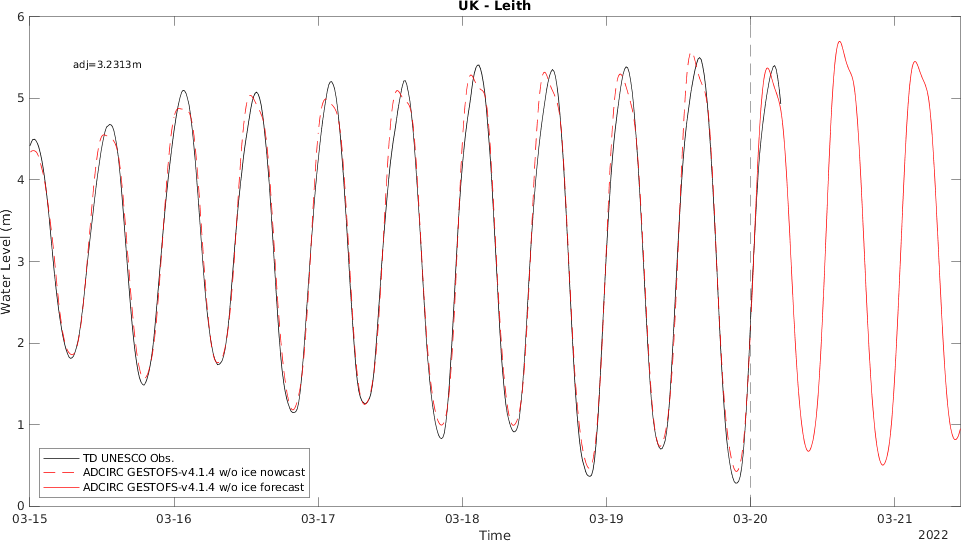 UK - Leith
6
adj=3.2313m
5
4
3
Water Level (m)
2
1
TD UNESCO Obs.
ADCIRC GESTOFS-v4.1.4 w/o ice nowcast
ADCIRC GESTOFS-v4.1.4 w/o ice forecast
0
03-15 03-16 03-17 03-18 03-19 03-20 03-21
Time
2022